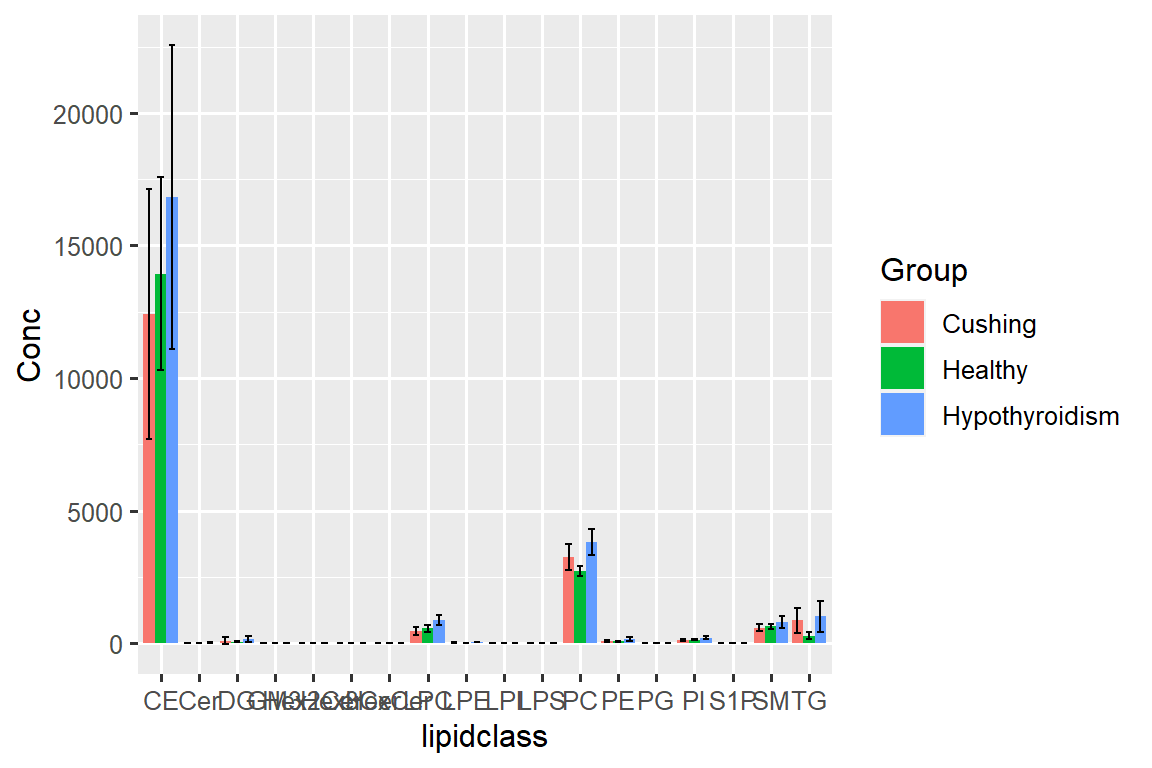 20000
15000
10000
5000
0
Conc
CE Cer DG LPC LPE LPI LPS PC PE PG PI S1P SM TG
lipidclass
Group
Cushing
Healthy
Hypothyroidism